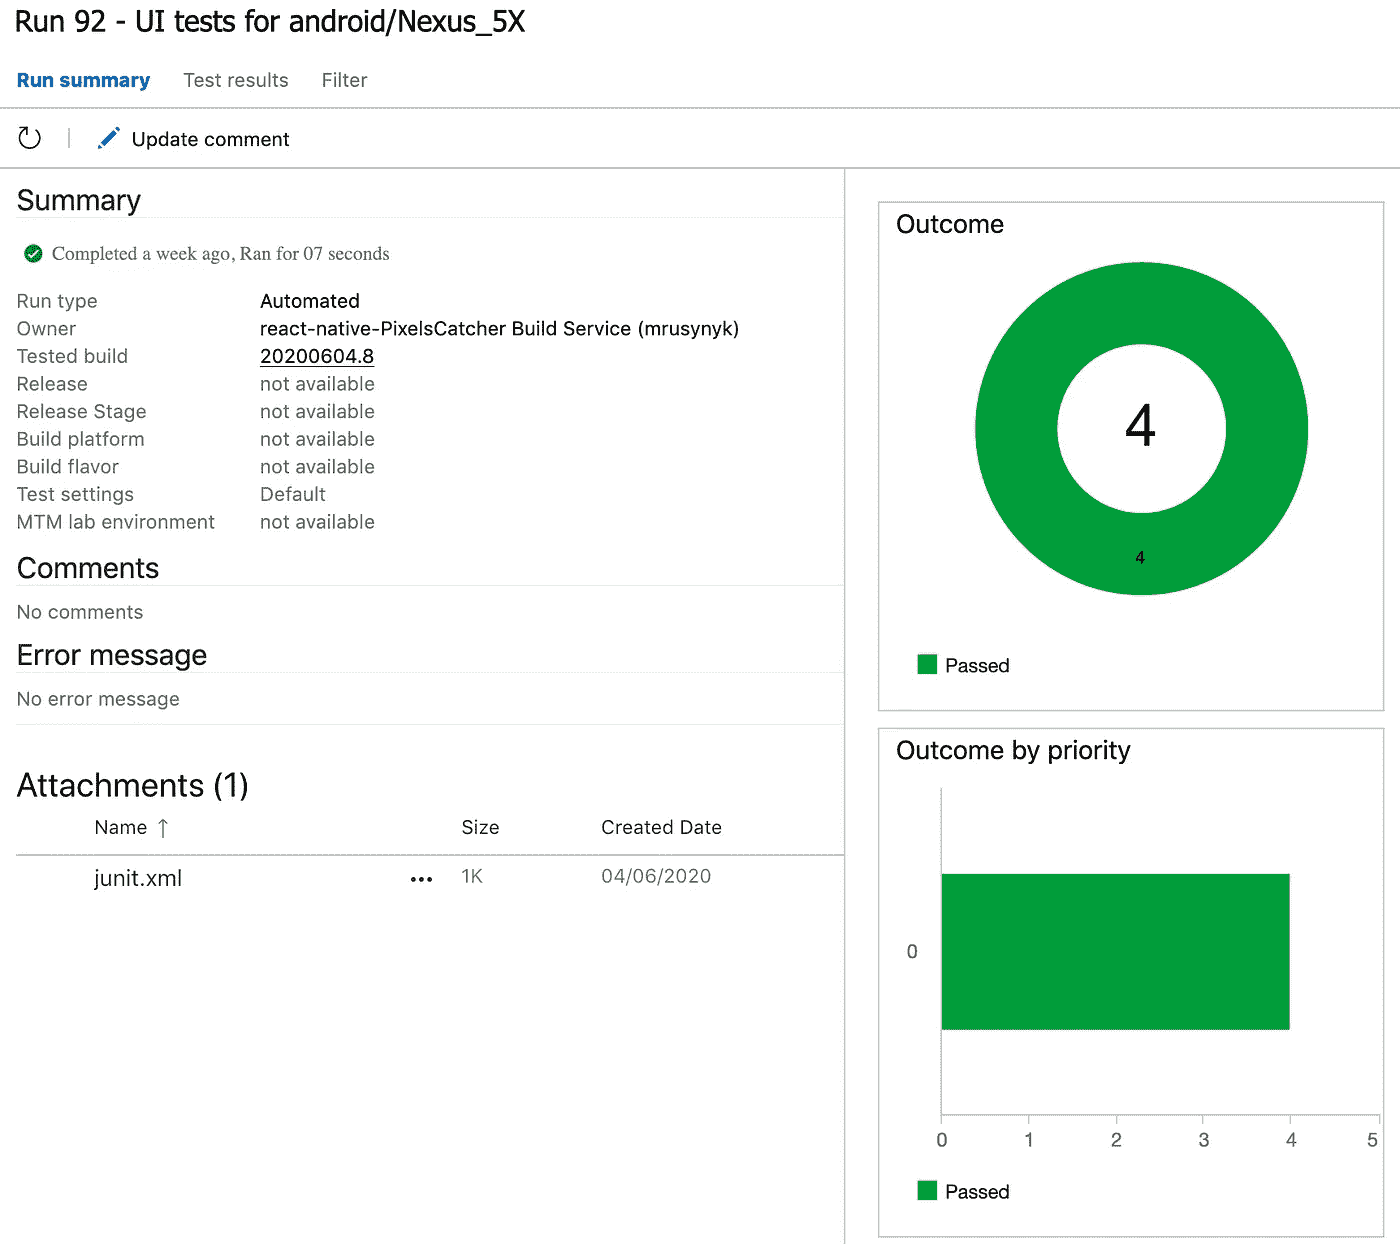 Run 92 - UI tests for android/Nexus_5X
Run summary Test results Filter
Update comment
Summary
Completed a week ago, Ran for 07 seconds
Run type Automated
Owner react-native-PixelsCatcher Build Service (mrusynyk)
Tested build 20200604.8
Release not available
Release Stage not available
Build platform not available
Build flavor not available
Test settings Default
MTM lab environment not available
Comments
No comments
Error message
No error message
Attachments (1)
Name ↑ Size Created Date
junit.xml ... 1K 04/06/2020
Outcome
4
4
Passed
Outcome by priority
0
0 1 2 3 4 5
Passed